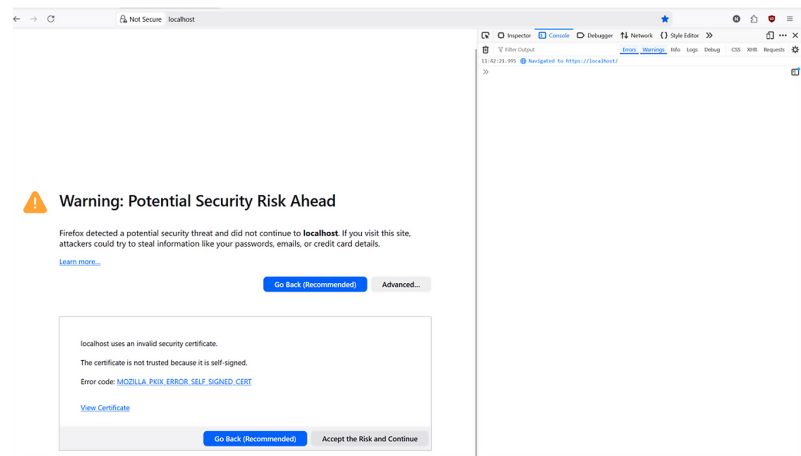 Not Secure localhost
Inspector Console Debugger Network Style Editor
Filter Output Errors Warnings Info Logs Debug CSS XHR Requests
11:42:21.995 Navigated to https://localhost/
Warning: Potential Security Risk Ahead
Firefox detected a potential security threat and did not continue to localhost. If you visit this site,
attackers could try to steal information like your passwords, emails, or credit card details.
Learn more...
Go Back (Recommended) Advanced...
localhost uses an invalid security certificate.
The certificate is not trusted because it is self-signed.
Error code: MOZILLA_PKIX_ERROR_SELF_SIGNED_CERT
View Certificate
Go Back (Recommended) Accept the Risk and Continue